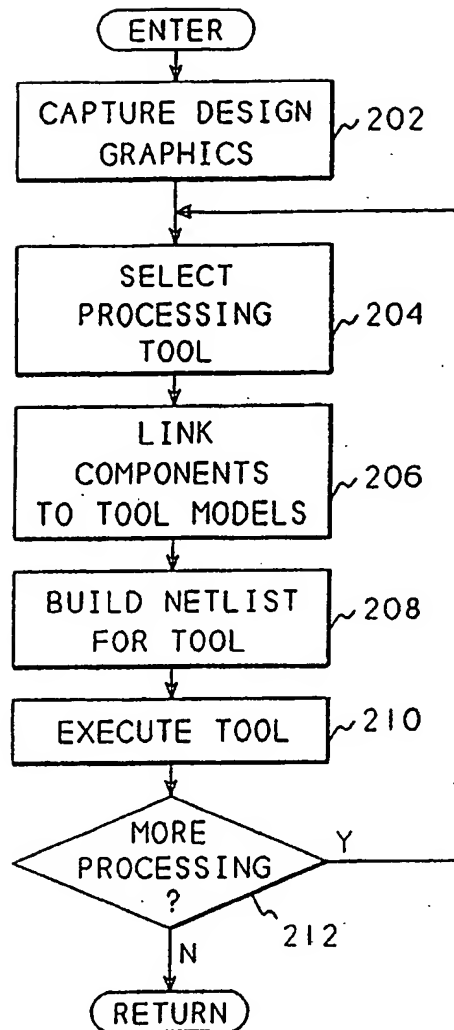 ENTER
CAPTURE DESIGN
GRAPHICS
202
SELECT
PROCESSING
TOOL
204
LINK
COMPONENTS
TO TOOL MODELS
206
BUILD NETLIST
FOR TOOL
208
EXECUTE TOOL
210
MORE
PROCESSING
?
Y
212
N
RETURN